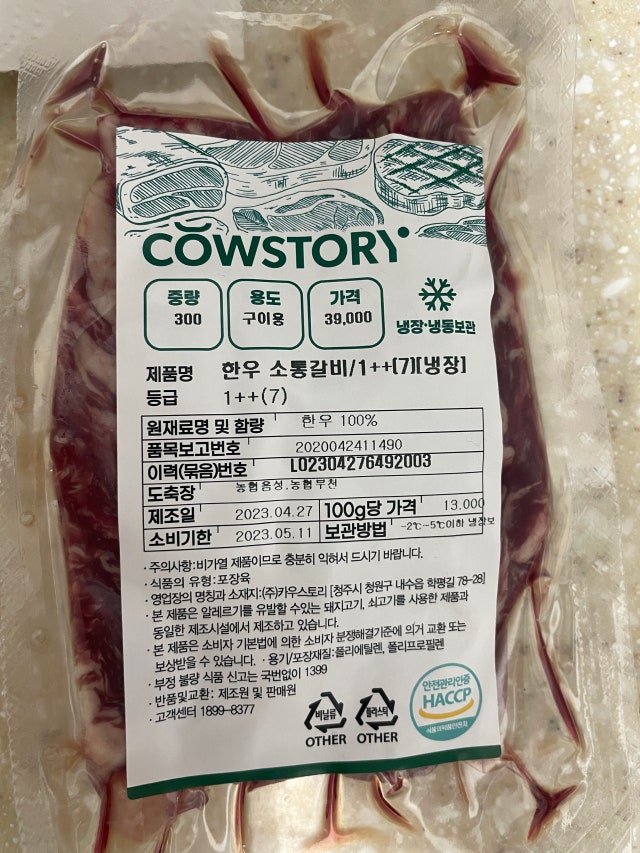 COWSTORY
중량 용도 가격
300 구이용 39,000
냉장·냉동보관
제품명 한우 소통갈비/1++(7)[냉장]
등급 1++(7)
원재료명 및 함량 한우 100%
품목보고번호 2020042411490
이력(묶음)번호 L02304276492003
도축장 농협음성.농협부천
제조일 2023.04.27 100g당 가격 13.000
소비기한 2023.05.11 보관방법 -2℃~5℃이하 냉장보
·주의사항:비가열 제품이므로 충분히 익혀서 드시기 바랍니다.
·식품의 유형:포장육
·영업장의 명칭과 소재지:(주)카우스토리 [청주시 청원구 내수읍 학평길 78-28]
·본 제품은 알레르기를 유발할 수있는 돼지고기, 쇠고기를 사용한 제품과
동일한 제조시설에서 제조하고 있습니다.
·본 제품은 소비자 기본법에 의한 소비자 분쟁해결기준에 의거 교환 또는
보상받을 수 있습니다. ·용기/포장재질:폴리에틸렌, 폴리프로필렌
·부정 불량 식품 신고는 국번없이 1399
·반품및교환: 제조원 및 판매원
·고객센터 1899-8377
비닐류 플라스틱
OTHER OTHER
안전관리인증
HACCP
식품의약품안전처